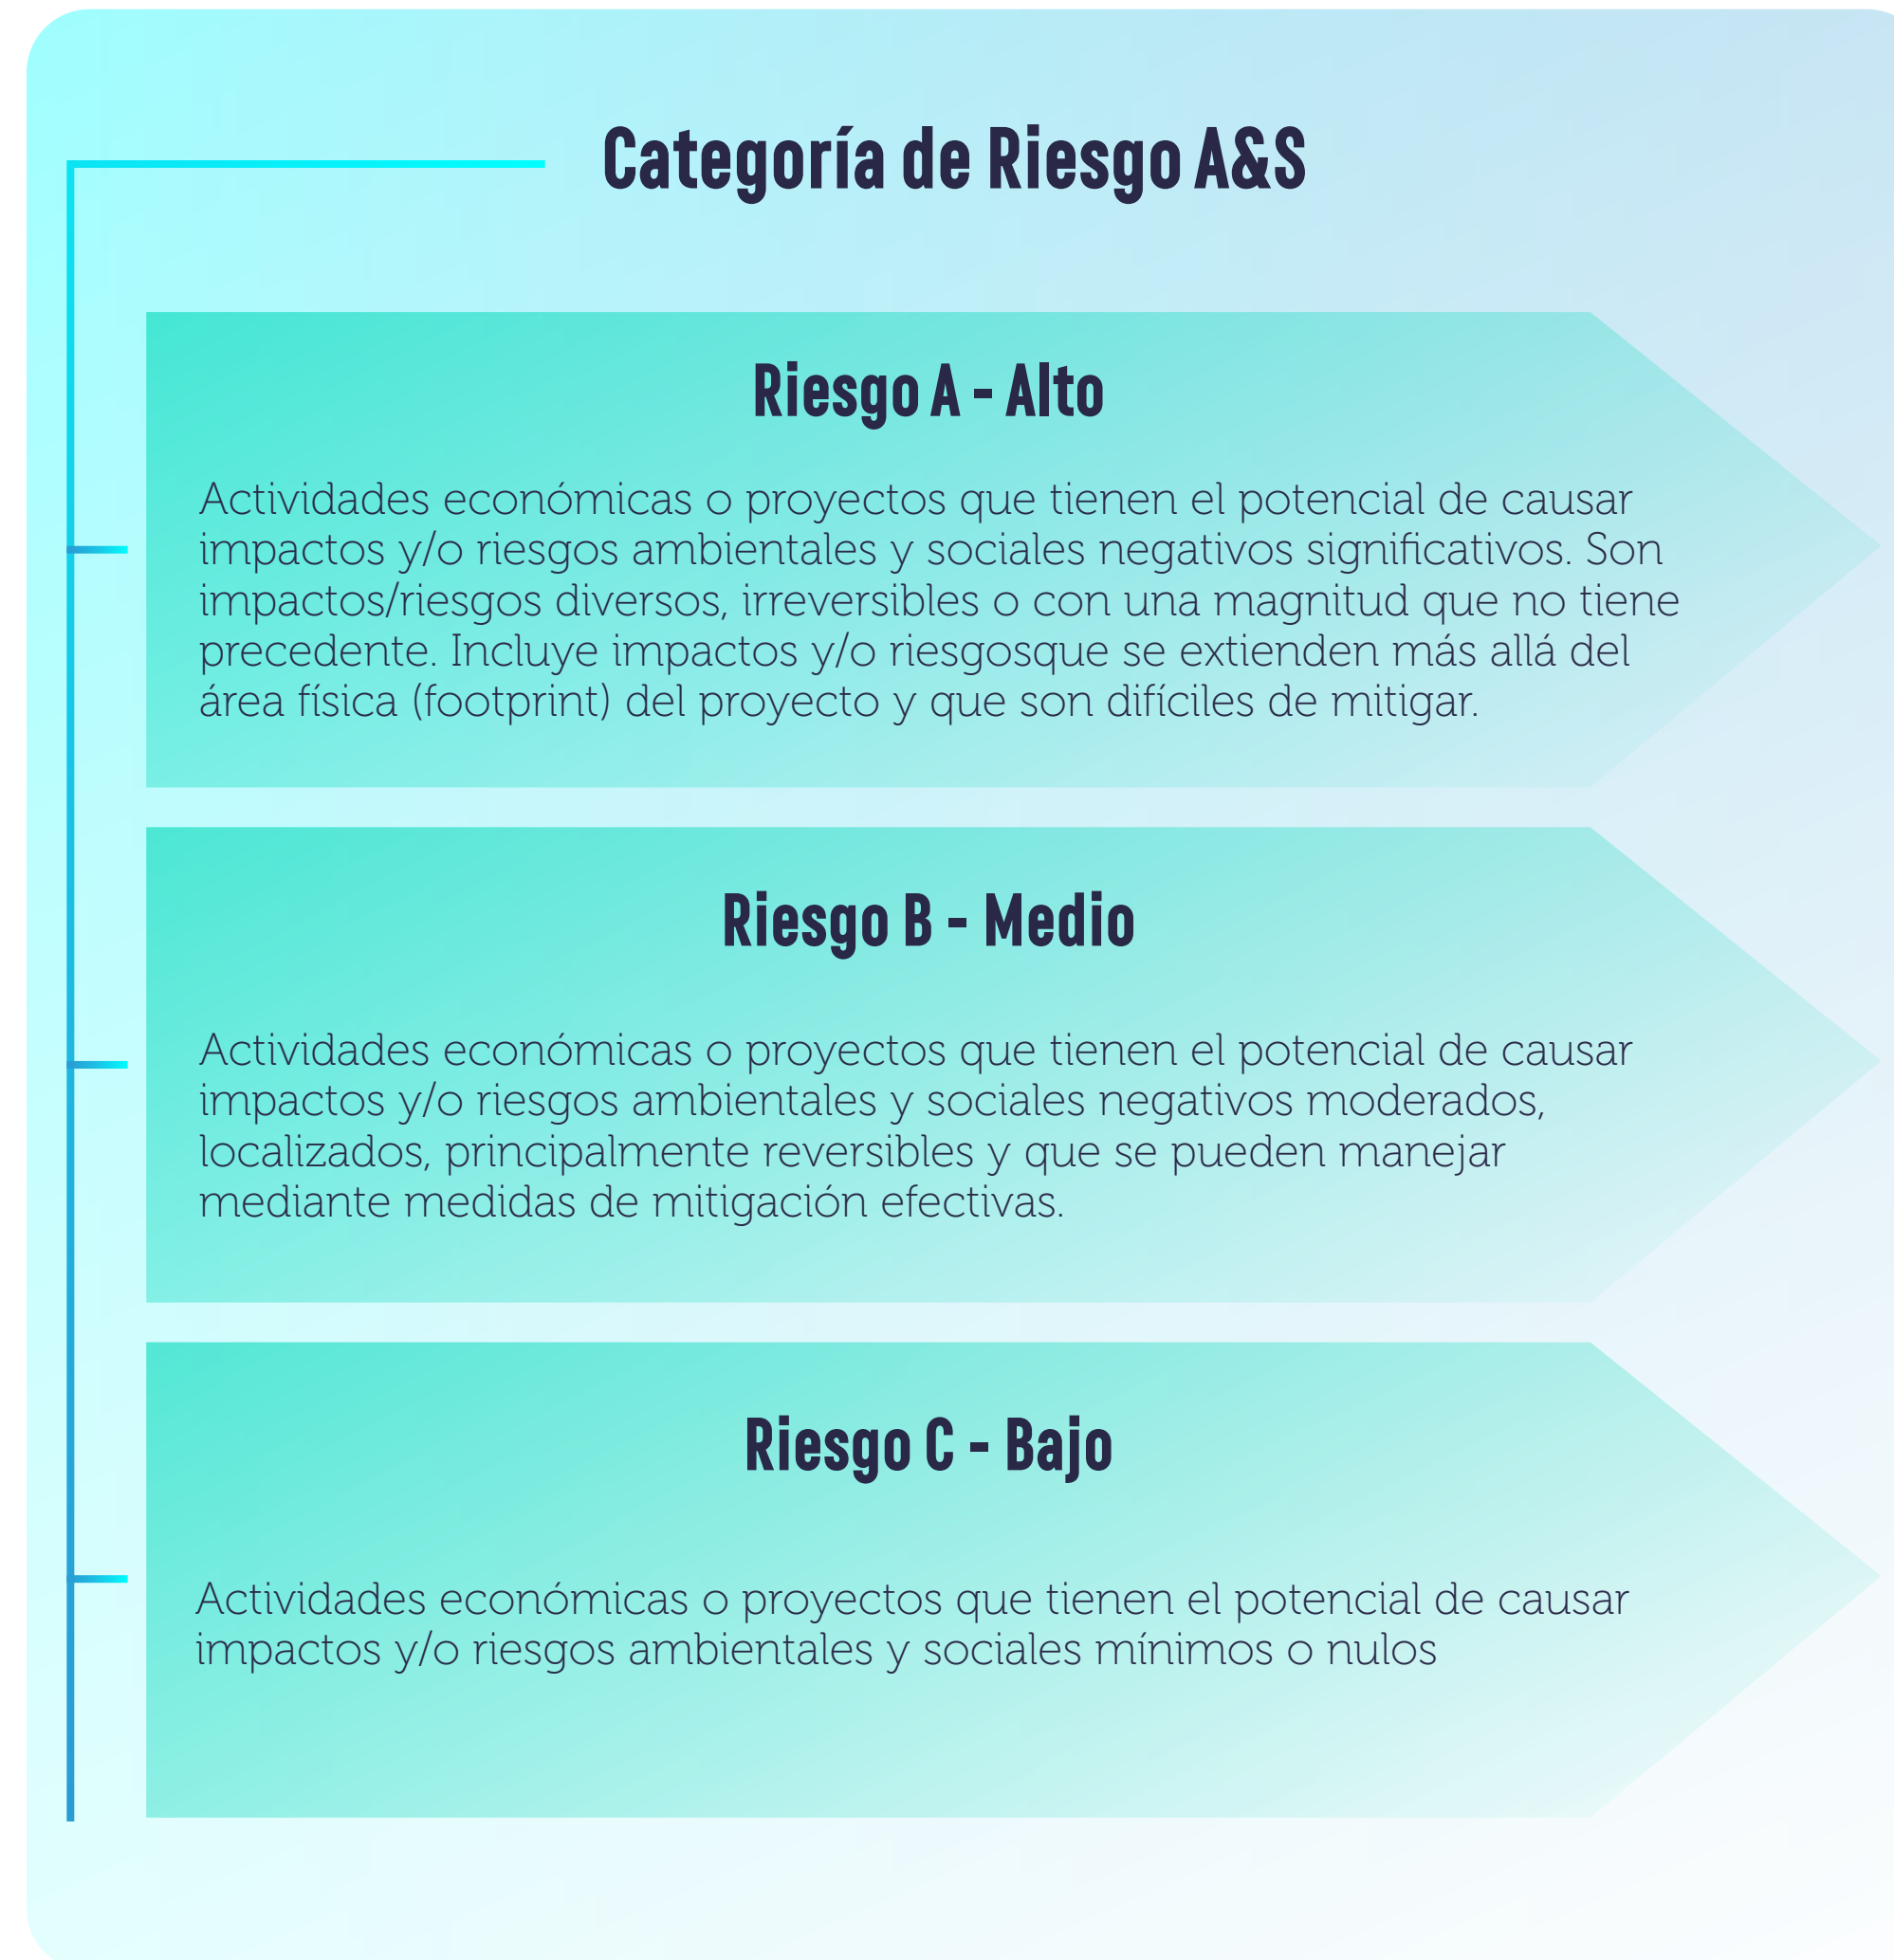 Categoría de Riesgo A&S
Riesgo A - Alto
Actividades económicas o proyectos que tienen el potencial de causar
impactos y/o riesgos ambientales y sociales negativos significativos. Son
impactos/riesgos diversos, irreversibles o con una magnitud que no tiene
precedente. Incluye impactos y/o riesgosque se extienden más allá del
área física (footprint) del proyecto y que son difíciles de mitigar.
Riesgo B - Medio
Actividades económicas o proyectos que tienen el potencial de causar
impactos y/o riesgos ambientales y sociales negativos moderados,
localizados, principalmente reversibles y que se pueden manejar
mediante medidas de mitigación efectivas.
Riesgo C - Bajo
Actividades económicas o proyectos que tienen el potencial de causar
impactos y/o riesgos ambientales y sociales mínimos o nulos